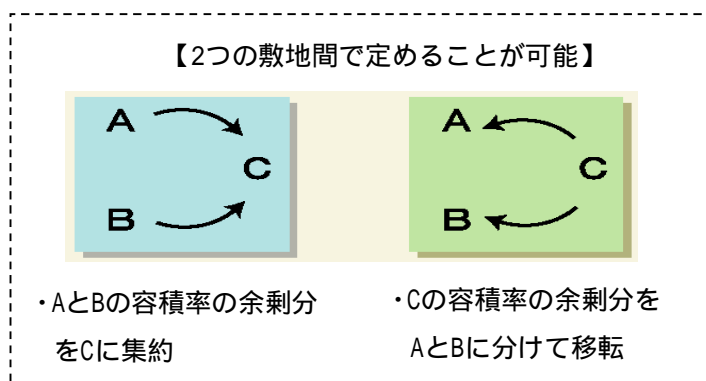 【2つの敷地間で定めることが可能】
A
C
B
A
C
B
・AとBの容積率の余剰分
をCに集約
・Cの容積率の余剰分を
AとBに分けて移転